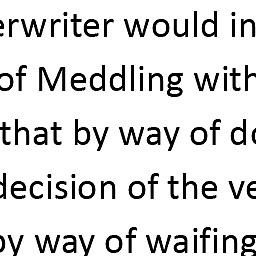 erwriter would in
of Meddling with
that by way of do
decision of the ve
by way of waifing